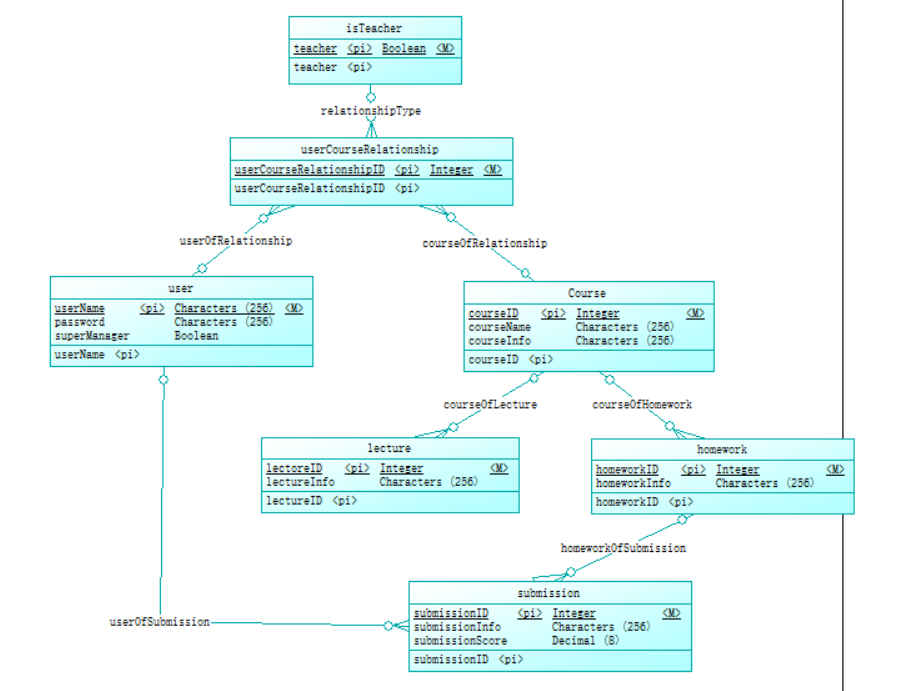 isTeacher
teacher <pi> Boolean <M>
teacher <pi>
relationshipType
userCourseRelationship
userCourseRelationshipID <pi> Integer <M>
userCourseRelationshipID <pi>
userOfRelationship
courseOfRelationship
user
userName <pi> Characters (256) <M>
password Characters (256)
superManager Boolean
userName <pi>
Course
courseID <pi> Integer <M>
courseName Characters (256)
courseInfo Characters (256)
courseID <pi>
courseOfLecture
courseOfHomework
lecture
lectoreID <pi> Integer <M>
lectureInfo Characters (256)
lectureID <pi>
homework
homeworkID <pi> Integer <M>
homeworkInfo Characters (256)
homeworkID <pi>
homeworkOfSubmission
submission
submissionID <pi> Integer <M>
submissionInfo Characters (256)
submissionScore Decimal (8)
submissionID <pi>
userOfSubmission